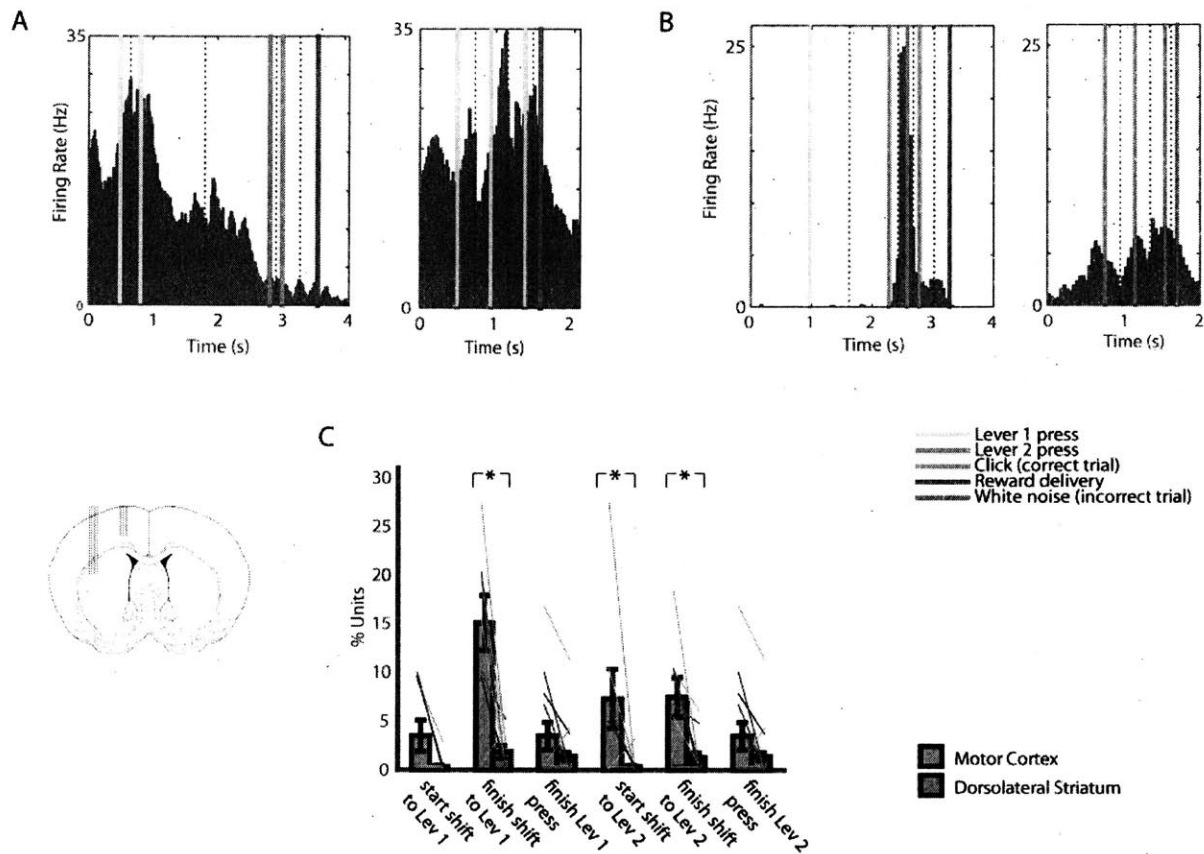 A
35
Firing Rate (Hz)
0
0 1 2 3 4
Time (s)
35
0
0 1 2
Time (s)
B
25
Firing Rate (Hz)
0
0 1 2 3 4
Time (s)
25
0
0 1 2
Time (s)
Lever 1 press
Lever 2 press
Click (correct trial)
Reward delivery
White noise (incorrect trial)
C
30
25
20
15
10
5
0
% Units
*
*
*
start shift
to Lev 1
finish shift
to Lev 1
finish Lev 1
press
start shift
to Lev 2
finish shift
to Lev 2
finish Lev 2
press
Motor Cortex
Dorsolateral Striatum